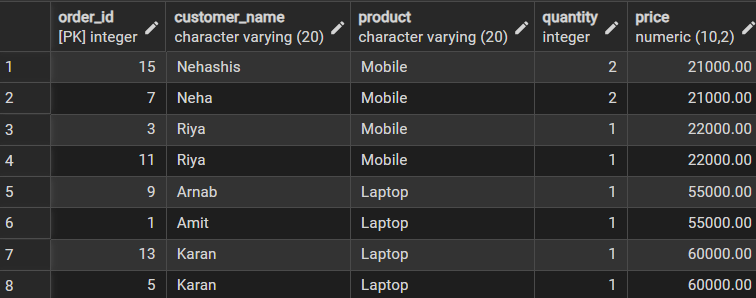 order_id customer_name product quantity price
[PK] integer character varying (20) character varying (20) integer numeric (10,2)
1 15 Nehashis Mobile 2 21000.00
2 7 Neha Mobile 2 21000.00
3 3 Riya Mobile 1 22000.00
4 11 Riya Mobile 1 22000.00
5 9 Arnab Laptop 1 55000.00
6 1 Amit Laptop 1 55000.00
7 13 Karan Laptop 1 60000.00
8 5 Karan Laptop 1 60000.00